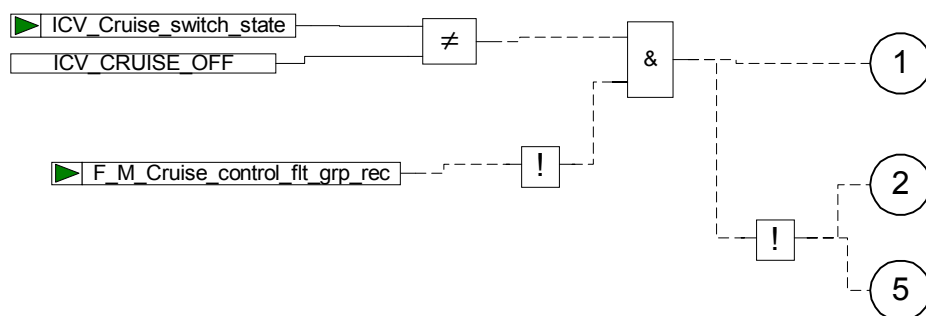 ICV_Cruise_switch_state
ICV_CRUISE_OFF
≠
&
1
F_M_Cruise_control_flt_grp_rec
!
2
!
5